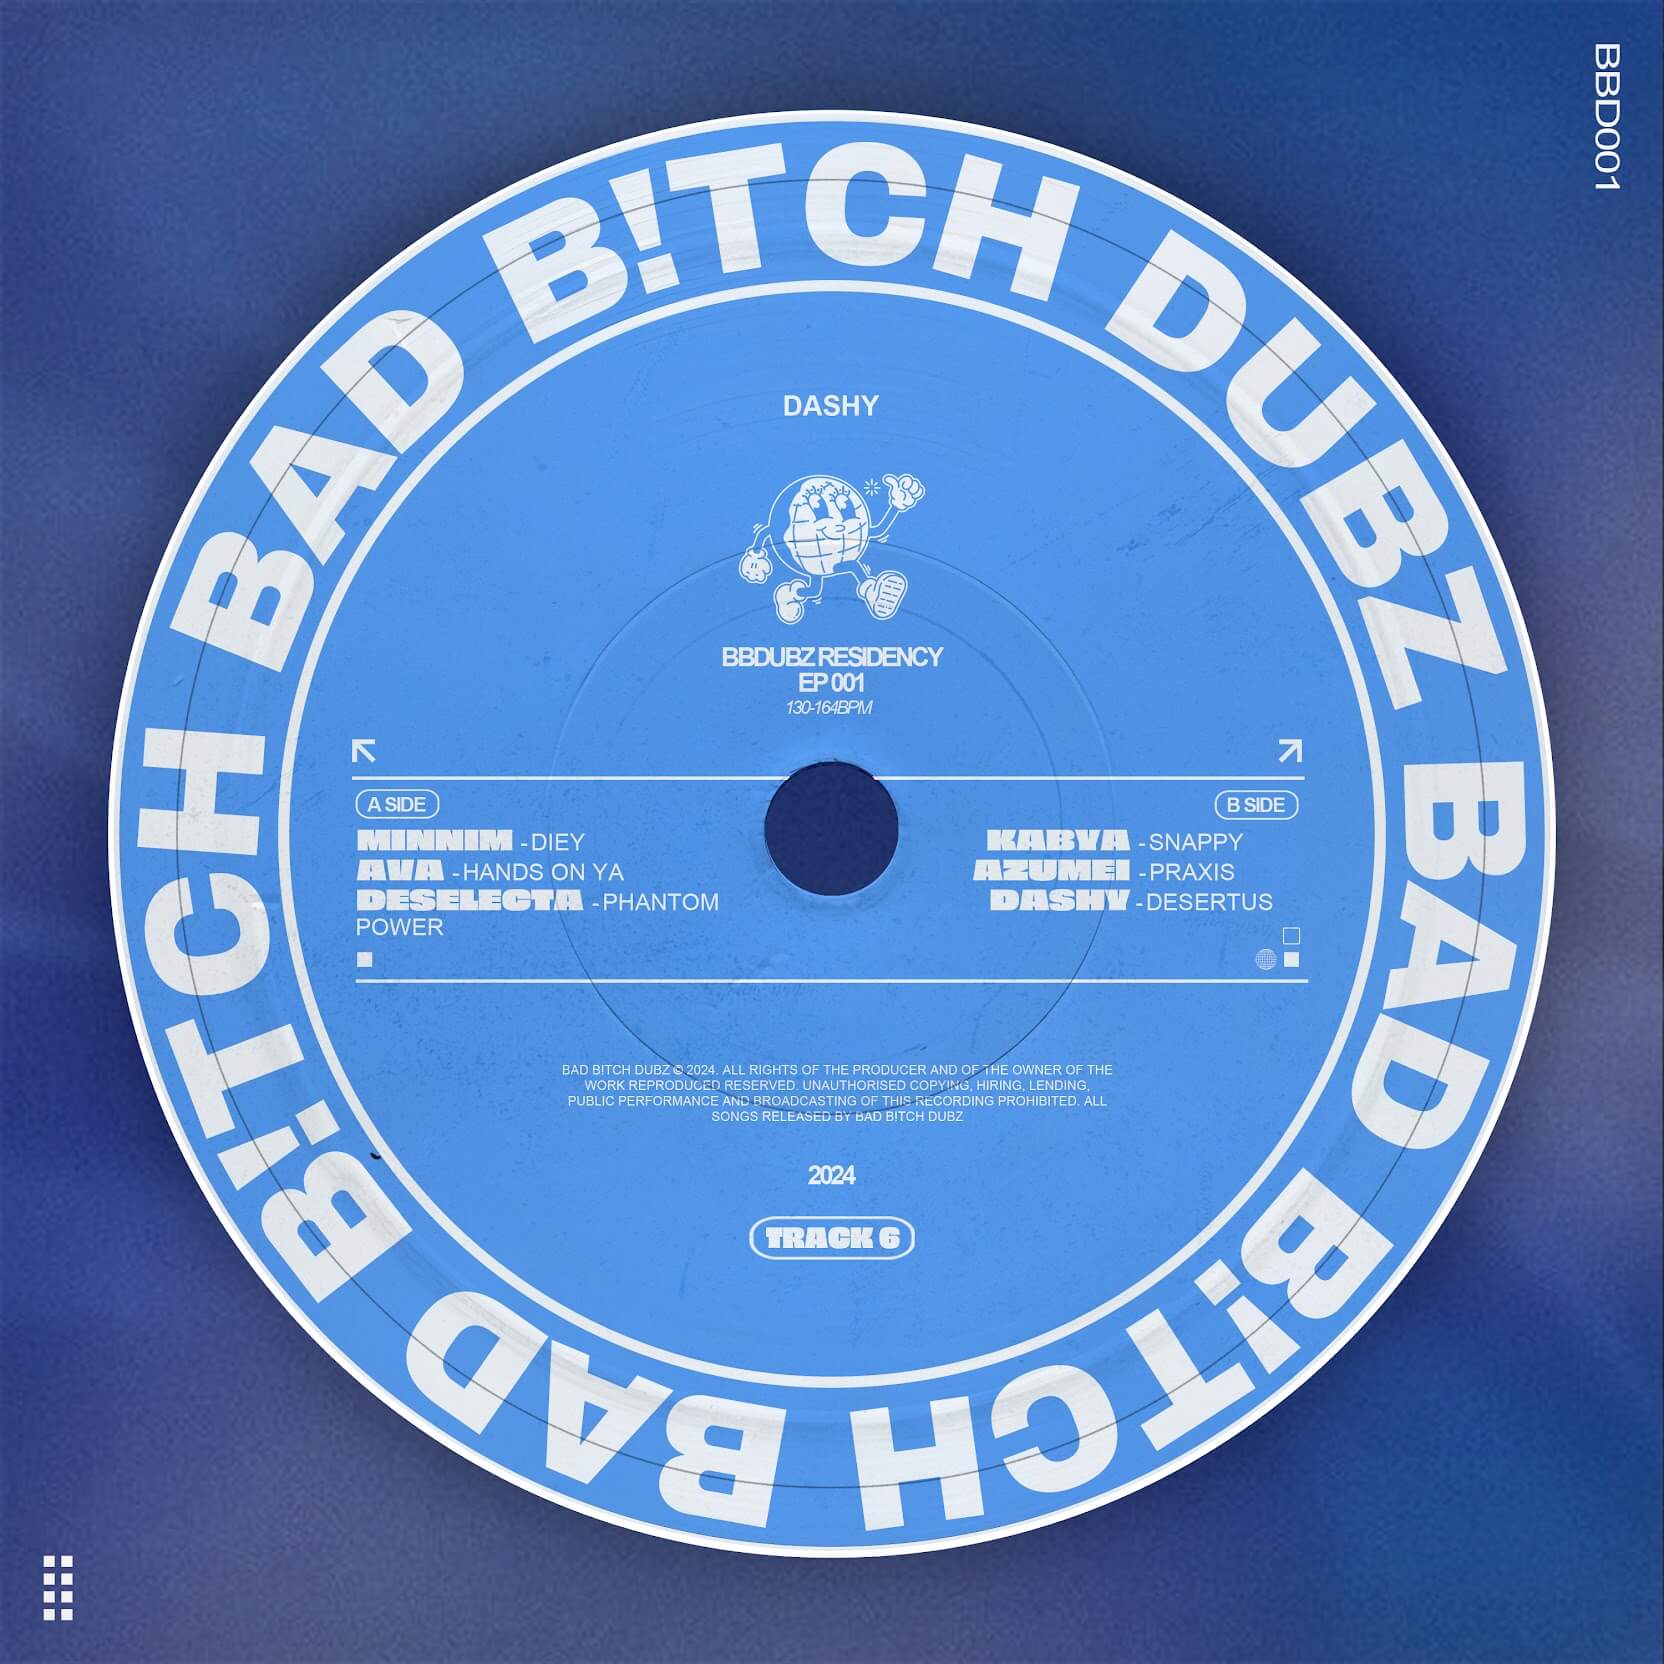 BBD001
BAD B!TCH DUBZ BAD B!TCH BAD B!TCH BAD
DASHY
BBDUBZ RESIDENCY
EP 001
130-164BPM
A SIDE
MINNIM - DIEY
AVA - HANDS ON YA
DESELECTA - PHANTOM
POWER
B SIDE
KABYA - SNAPPY
AZUMEI - PRAXIS
DASHY - DESERTUS
BAD B!TCH DUBZ © 2024. ALL RIGHTS OF THE PRODUCER AND OF THE OWNER OF THE
WORK REPRODUCED RESERVED. UNAUTHORISED COPYING, HIRING, LENDING,
PUBLIC PERFORMANCE AND BROADCASTING OF THIS RECORDING PROHIBITED. ALL
SONGS RELEASED BY BAD B!TCH DUBZ
2024
TRACK 6